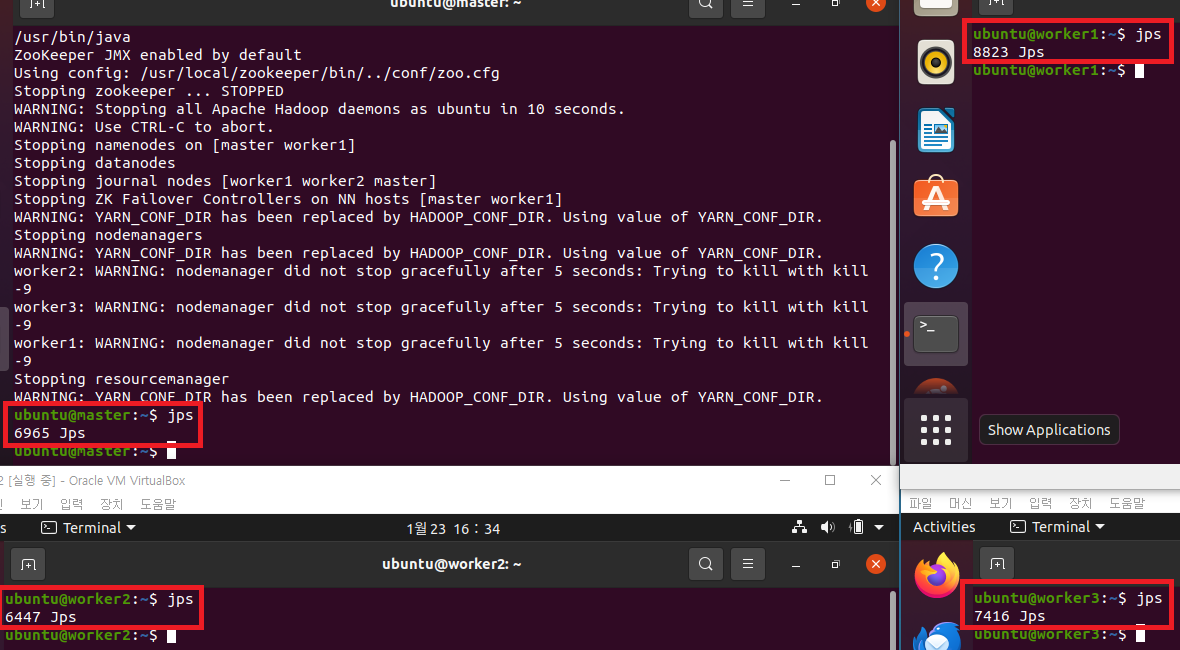 ubuntu@master: ~
/usr/bin/java
ZooKeeper JMX enabled by default
Using config: /usr/local/zookeeper/bin/../conf/zoo.cfg
Stopping zookeeper ... STOPPED
WARNING: Stopping all Apache Hadoop daemons as ubuntu in 10 seconds.
WARNING: Use CTRL-C to abort.
Stopping namenodes on [master worker1]
Stopping datanodes
Stopping journal nodes [worker1 worker2 master]
Stopping ZK Failover Controllers on NN hosts [master worker1]
WARNING: YARN_CONF_DIR has been replaced by HADOOP_CONF_DIR. Using value of YARN_CONF_DIR.
Stopping nodemanagers
WARNING: YARN_CONF_DIR has been replaced by HADOOP_CONF_DIR. Using value of YARN_CONF_DIR.
worker2: WARNING: nodemanager did not stop gracefully after 5 seconds: Trying to kill with kill
-9
worker3: WARNING: nodemanager did not stop gracefully after 5 seconds: Trying to kill with kill
-9
worker1: WARNING: nodemanager did not stop gracefully after 5 seconds: Trying to kill with kill
-9
Stopping resourcemanager
WARNING: YARN_CONF_DIR has been replaced by HADOOP_CONF_DIR. Using value of YARN_CONF_DIR.
ubuntu@master:~$ jps
6965 Jps
ubuntu@master:~$
ubuntu@worker1:~$ jps
8823 Jps
ubuntu@worker1:~$
Show Applications
2 [실행 중] - Oracle VM VirtualBox
보기 입력 장치 도움말
s Terminal 1월 23 16：34
ubuntu@worker2: ~
ubuntu@worker2:~$ jps
6447 Jps
ubuntu@worker2:~$
파일 머신 보기 입력 장치 도움말
Activities Terminal
ubuntu@worker3:~$ jps
7416 Jps
ubuntu@worker3:~$